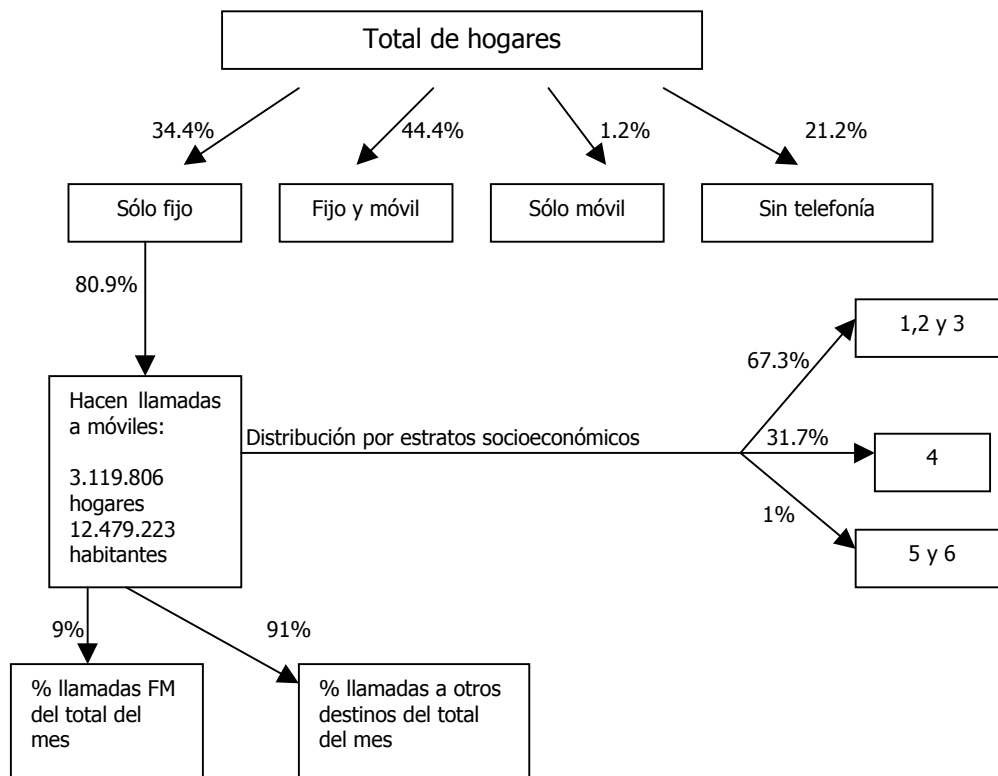 Total de hogares
34.4%
44.4%
1.2%
21.2%
Sólo fijo
Fijo y móvil
Sólo móvil
Sin telefonía
80.9%
1,2 y 3
67.3%
Hacen llamadas
a móviles:
3.119.806
hogares
12.479.223
habitantes
Distribución por estratos socioeconómicos
31.7%
4
1%
5 y 6
9%
91%
% llamadas FM
del total del
mes
% llamadas a otros
destinos del total
del mes